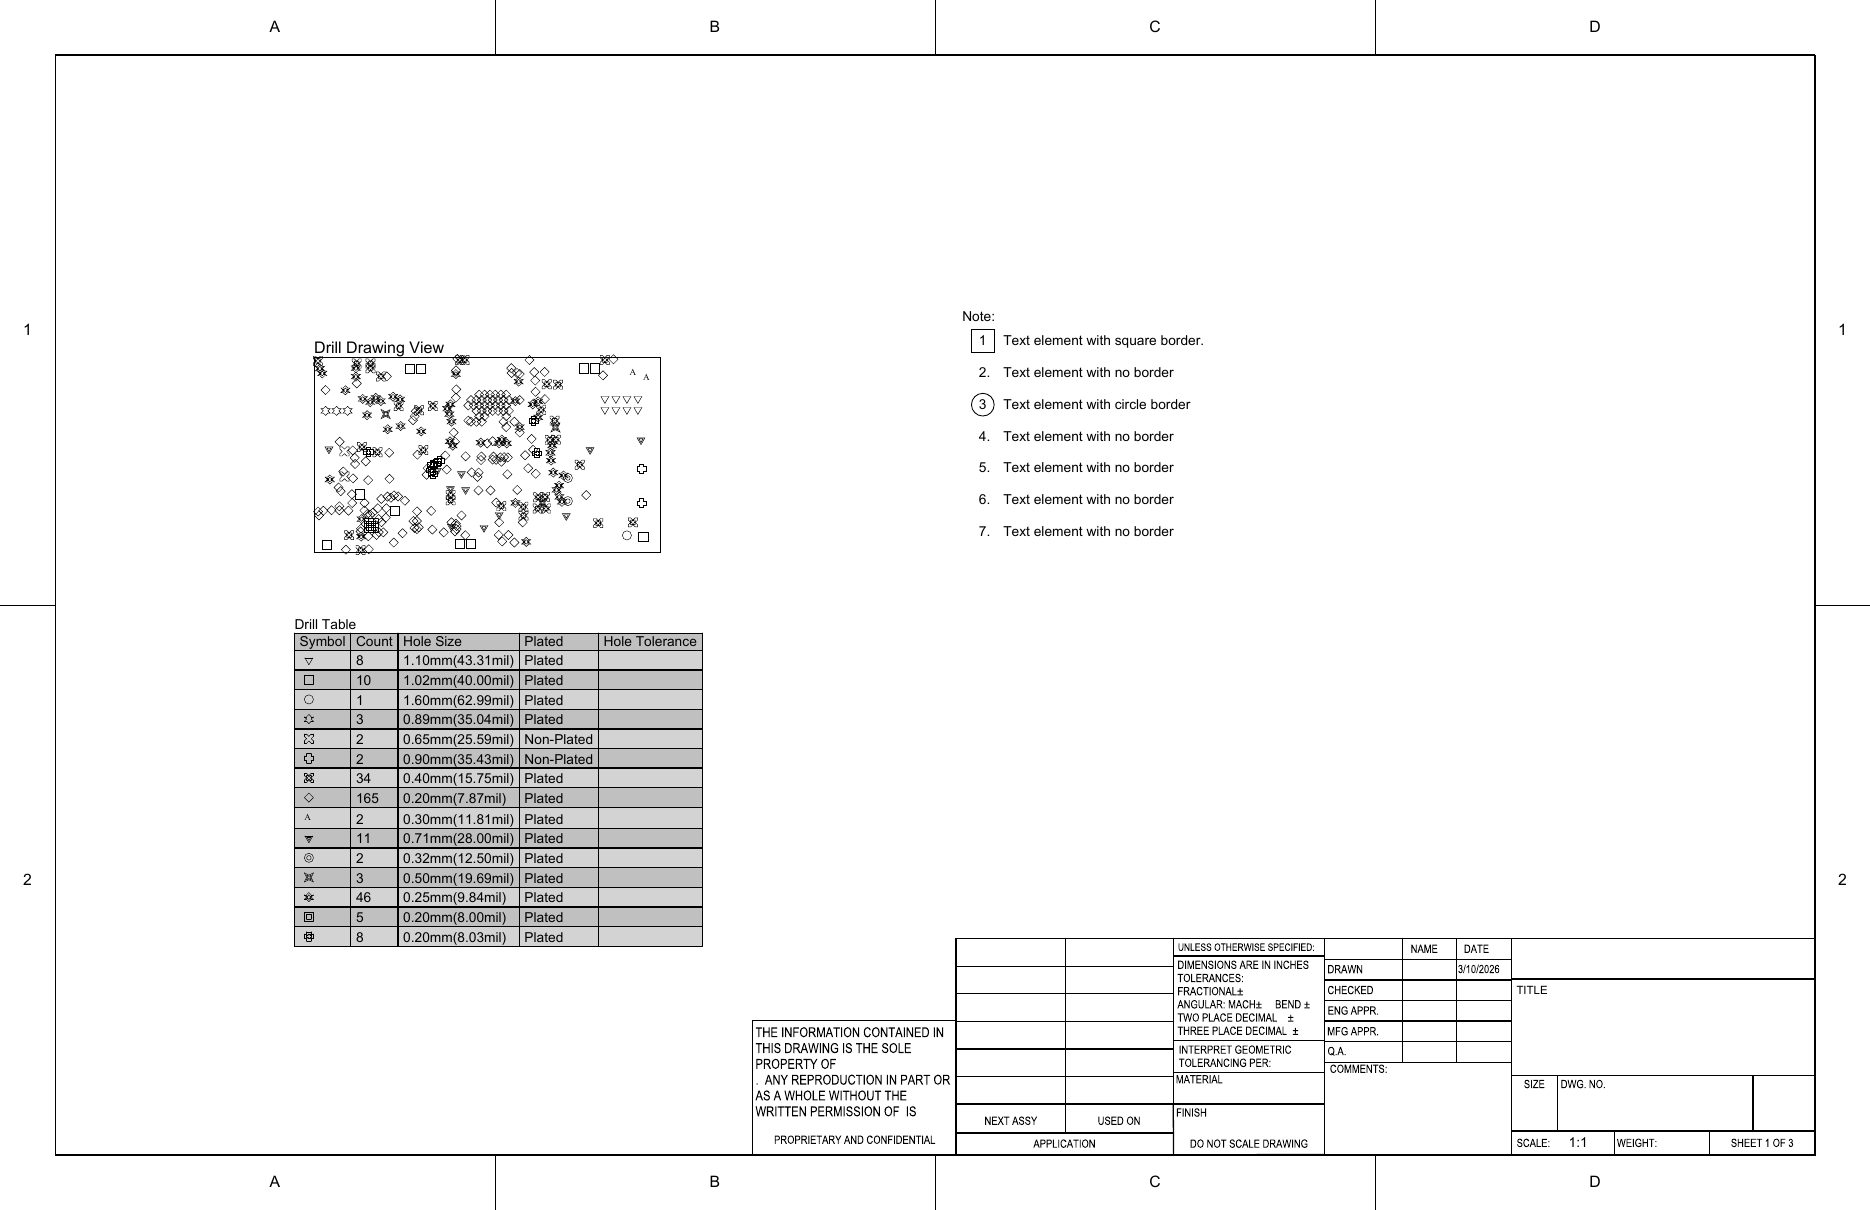 A B C D
1 1
Note:
1 Text element with square border.
Drill Drawing View
2. Text element with no border
A
A
3 Text element with circle border
4. Text element with no border
5. Text element with no border
6. Text element with no border
7. Text element with no border
Drill Table
Symbol Count Hole Size Plated Hole Tolerance
8 1.10mm(43.31mil) Plated
10 1.02mm(40.00mil) Plated
1 1.60mm(62.99mil) Plated
3 0.89mm(35.04mil) Plated
2 0.65mm(25.59mil) Non-Plated
2 0.90mm(35.43mil) Non-Plated
34 0.40mm(15.75mil) Plated
165 0.20mm(7.87mil) Plated
A 2 0.30mm(11.81mil) Plated
11 0.71mm(28.00mil) Plated
2 0.32mm(12.50mil) Plated
3 0.50mm(19.69mil) Plated
46 0.25mm(9.84mil) Plated
5 0.20mm(8.00mil) Plated
8 0.20mm(8.03mil) Plated
2 2
THE INFORMATION CONTAINED IN
THIS DRAWING IS THE SOLE
PROPERTY OF
. ANY REPRODUCTION IN PART OR
AS A WHOLE WITHOUT THE
WRITTEN PERMISSION OF IS
PROPRIETARY AND CONFIDENTIAL
NEXT ASSY USED ON
APPLICATION
UNLESS OTHERWISE SPECIFIED:
DIMENSIONS ARE IN INCHES
TOLERANCES:
FRACTIONAL±
ANGULAR: MACH± BEND ±
TWO PLACE DECIMAL ±
THREE PLACE DECIMAL ±
INTERPRET GEOMETRIC
TOLERANCING PER:
MATERIAL
FINISH
DO NOT SCALE DRAWING
NAME DATE
DRAWN 3/10/2026
CHECKED
ENG APPR.
MFG APPR.
Q.A.
COMMENTS:
TITLE
SIZE DWG. NO.
SCALE: 1:1 WEIGHT: SHEET 1 OF 3
A B C D